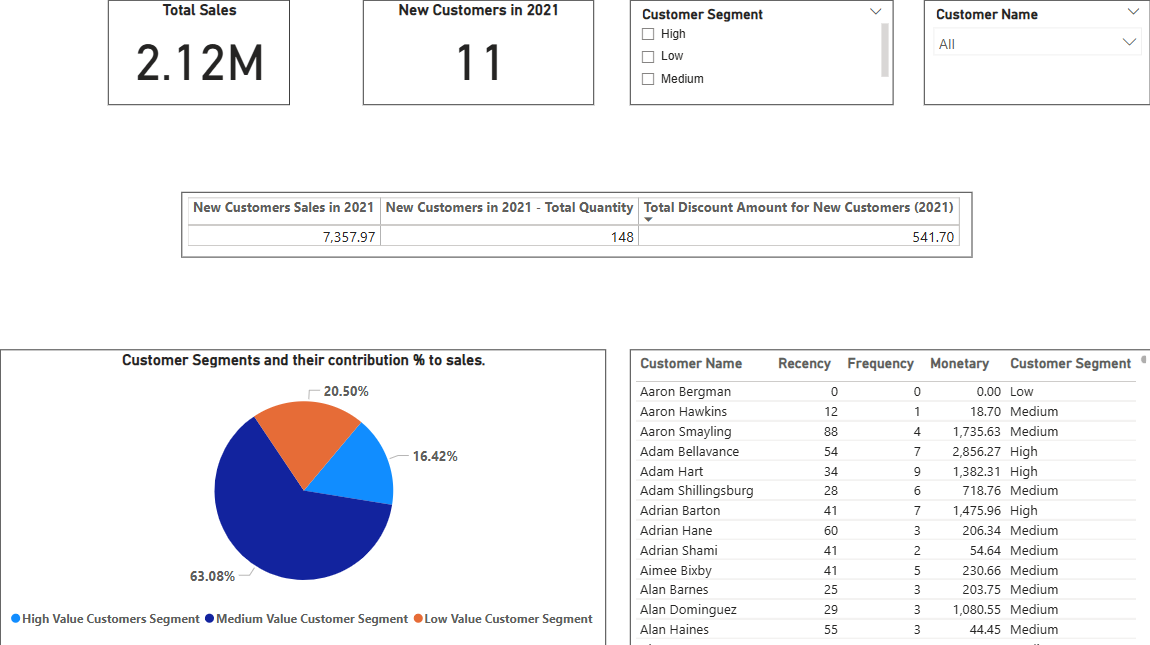 Total Sales
2.12M
New Customers in 2021
11
Customer Segment
High
Low
Medium
Customer Name
All
New Customers Sales in 2021 New Customers in 2021 - Total Quantity Total Discount Amount for New Customers (2021)
7,357.97 148 541.70
Customer Segments and their contribution % to sales.
20.50%
16.42%
63.08%
High Value Customers Segment Medium Value Customer Segment Low Value Customer Segment
Customer Name Recency Frequency Monetary Customer Segment
Aaron Bergman 0 0 0.00 Low
Aaron Hawkins 12 1 18.70 Medium
Aaron Smayling 88 4 1,735.63 Medium
Adam Bellavance 54 7 2,856.27 High
Adam Hart 34 9 1,382.31 High
Adam Shillingsburg 28 6 718.76 Medium
Adrian Barton 41 7 1,475.96 High
Adrian Hane 60 3 206.34 Medium
Adrian Shami 41 2 54.64 Medium
Aimee Bixby 41 5 230.66 Medium
Alan Barnes 25 3 203.75 Medium
Alan Dominguez 29 3 1,080.55 Medium
Alan Haines 55 3 44.45 Medium